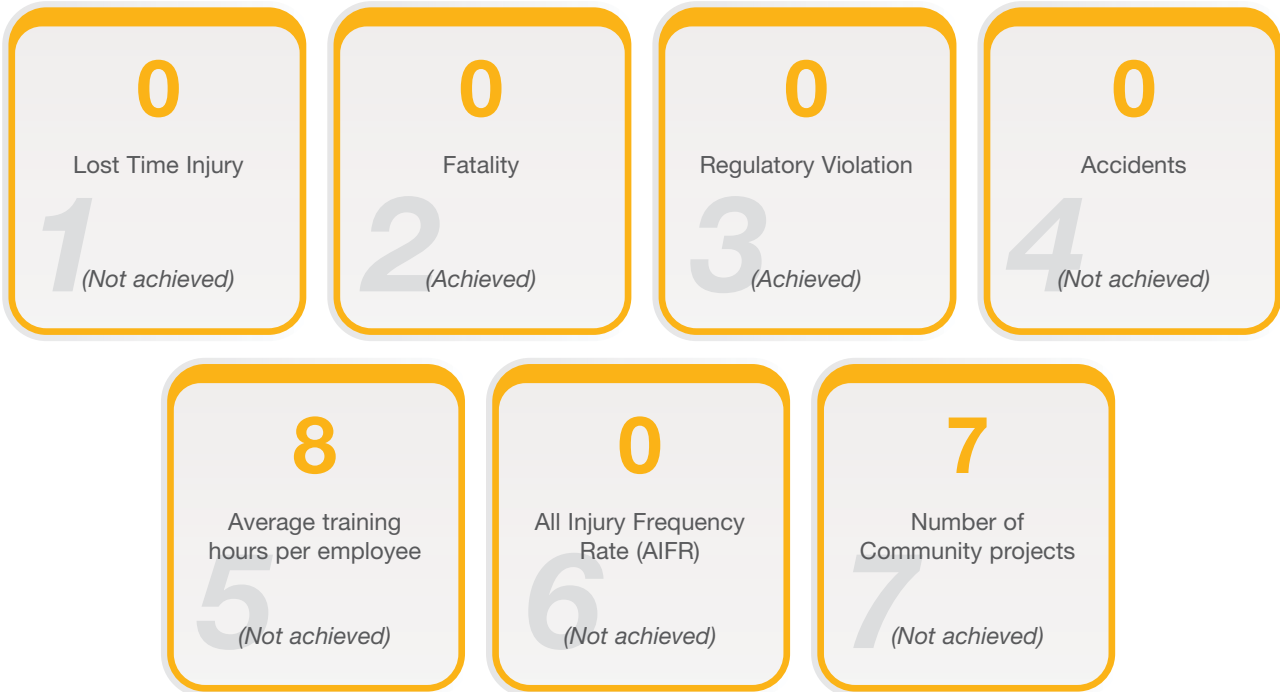 0
Lost Time Injury
1
(Not achieved)
0
Fatality
2
(Achieved)
0
Regulatory Violation
3
(Achieved)
0
Accidents
4
(Not achieved)
8
Average training
hours per employee
5
(Not achieved)
0
All Injury Frequency
Rate (AIFR)
6
(Not achieved)
7
Number of
Community projects
7
(Not achieved)